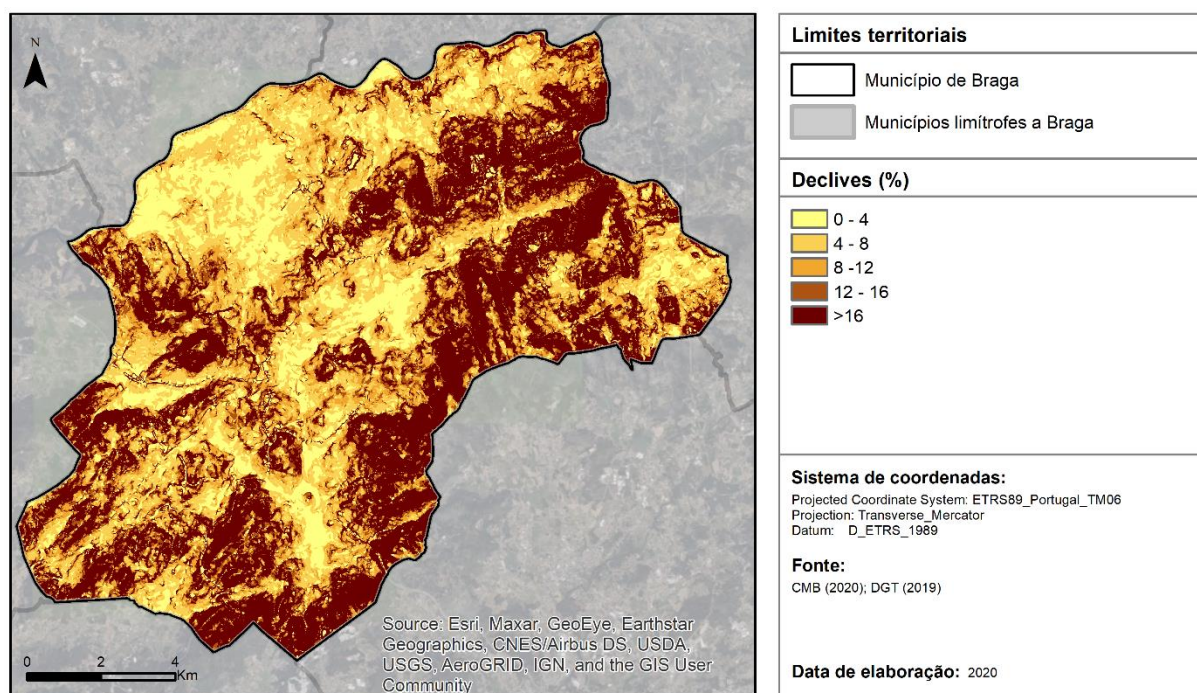 N
0 2 4
Km
Source: Esri, Maxar, GeoEye, Earthstar
Geographics, CNES/Airbus DS, USDA,
USGS, AeroGRID, IGN, and the GIS User
Community
Limites territoriais
Município de Braga
Municípios limítrofes a Braga
Declives (%)
0 - 4
4 - 8
8 -12
12 - 16
>16
Sistema de coordenadas:
Projected Coordinate System: ETRS89_Portugal_TM06
Projection: Transverse_Mercator
Datum: D_ETRS_1989
Fonte:
CMB (2020); DGT (2019)
Data de elaboração: 2020